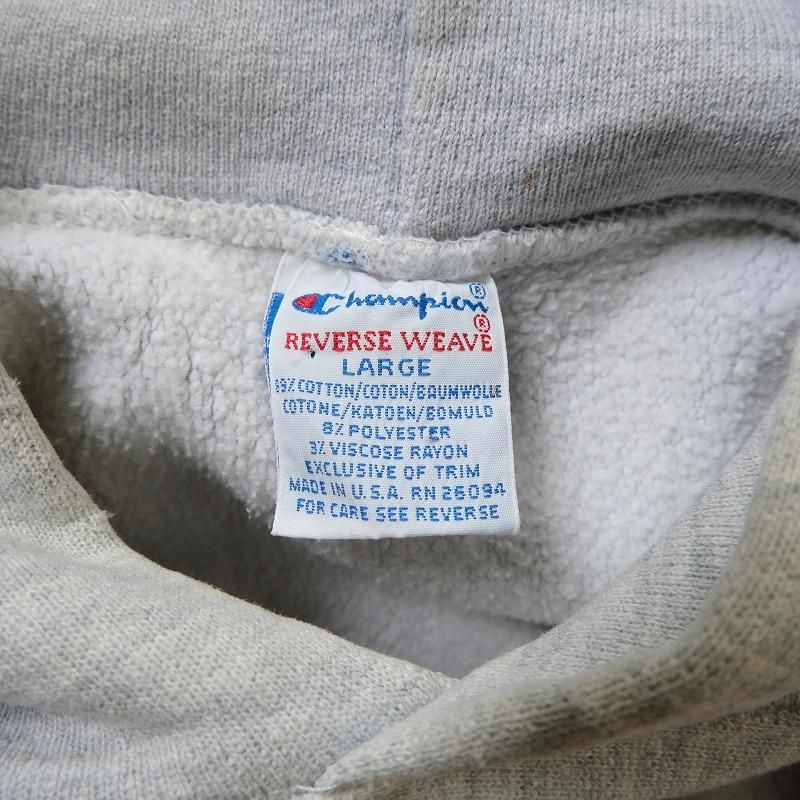 Champion®
REVERSE WEAVE®
LARGE
89% COTTON/COTON/BAUMWOLLE
COTONE/KATOEN/BOMULD
8% POLYESTER
3% VISCOSE RAYON
EXCLUSIVE OF TRIM
MADE IN U.S.A. RN 26094
FOR CARE SEE REVERSE